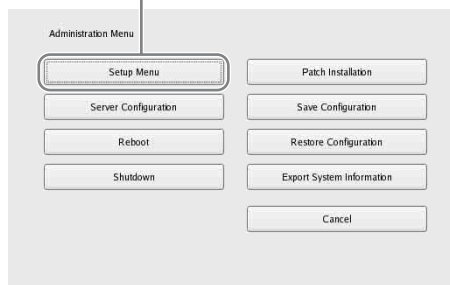 Administration Menu
Setup Menu
Patch Installation
Server Configuration
Save Configuration
Reboot
Restore Configuration
Shutdown
Export System Information
Cancel